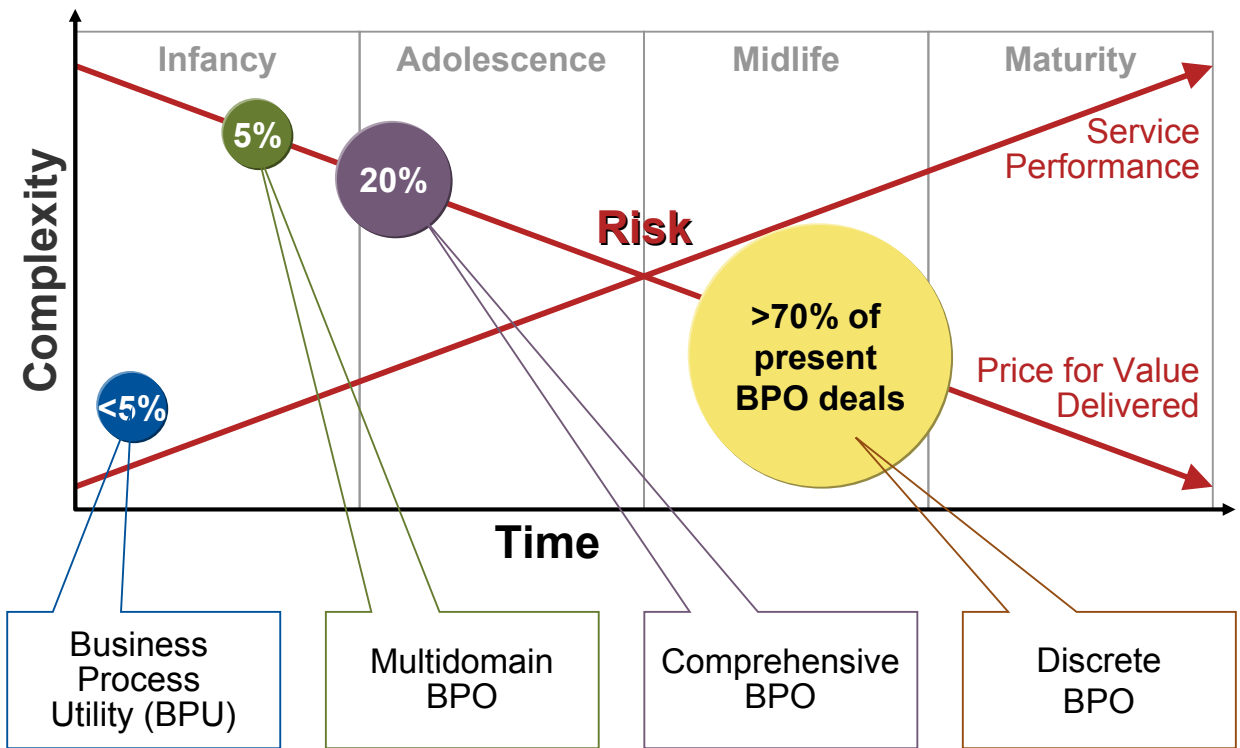 Infancy
Adolescence
Midlife
Maturity
5%
20%
Service
Performance
Risk
Complexity
>70% of
present
BPO deals
Price for Value
Delivered
<5%
Time
Business
Process
Utility (BPU)
Multidomain
BPO
Comprehensive
BPO
Discrete
BPO